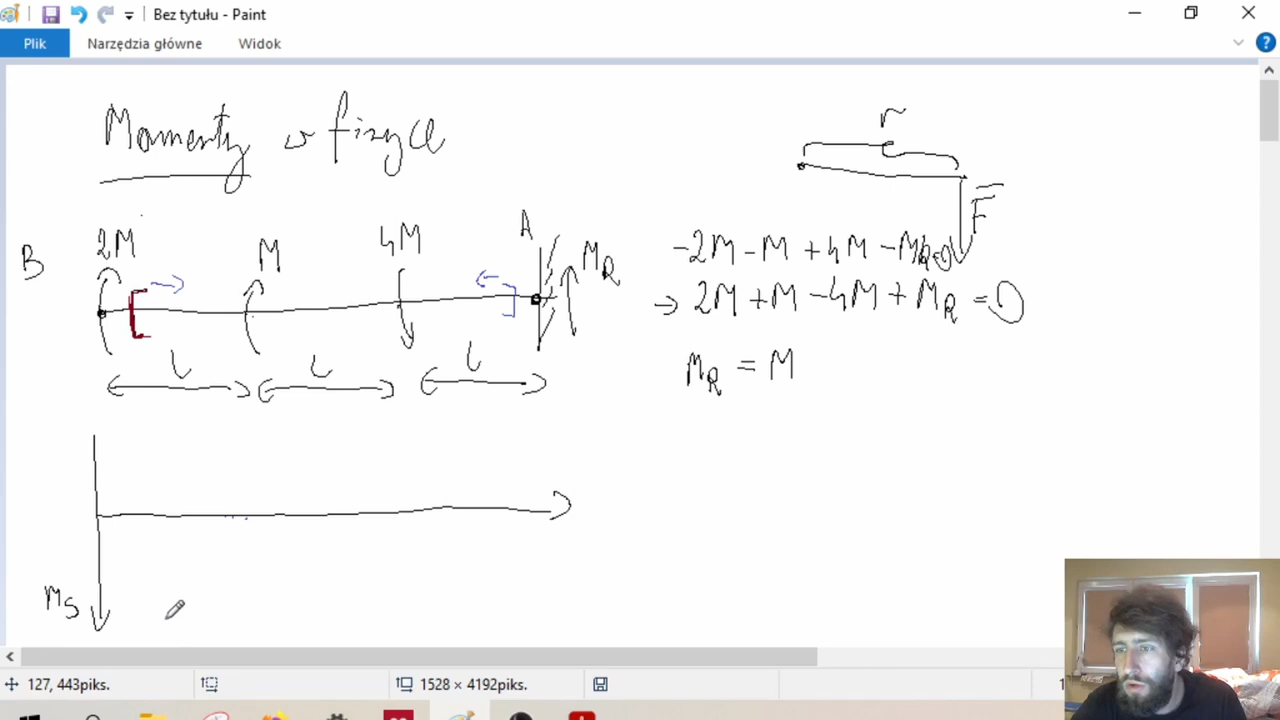 Bez tytułu - Paint
Plik Narzędzia główne Widok
Momenty w fizyce
r
F
B 2M M 4M A M_R
-2M - M + 4M - M_R = 0
→ 2M + M - 4M + M_R = 0
M_R = M
L L L
M_S
127, 443piks. 1528 × 4192piks.